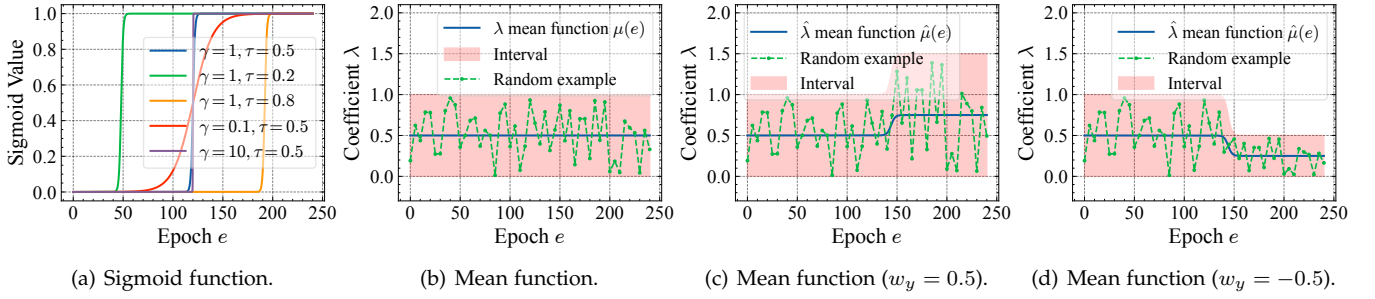 Sigmoid Value
1.0
0.8
0.6
0.4
0.2
0.0
γ = 1, τ = 0.5
γ = 1, τ = 0.2
γ = 1, τ = 0.8
γ = 0.1, τ = 0.5
γ = 10, τ = 0.5
0 50 100 150 200 250
Epoch e
(a) Sigmoid function.
Coefficient λ
2.0
1.5
1.0
0.5
0.0
λ mean function μ(e)
Interval
Random example
0 50 100 150 200 250
Epoch e
(b) Mean function.
Coefficient λ
2.0
1.5
1.0
0.5
0.0
λ̂ mean function μ̂(e)
Random example
Interval
0 50 100 150 200 250
Epoch e
(c) Mean function (w_y = 0.5).
Coefficient λ
2.0
1.5
1.0
0.5
0.0
λ̂ mean function μ̂(e)
Random example
Interval
0 50 100 150 200 250
Epoch e
(d) Mean function (w_y = −0.5).